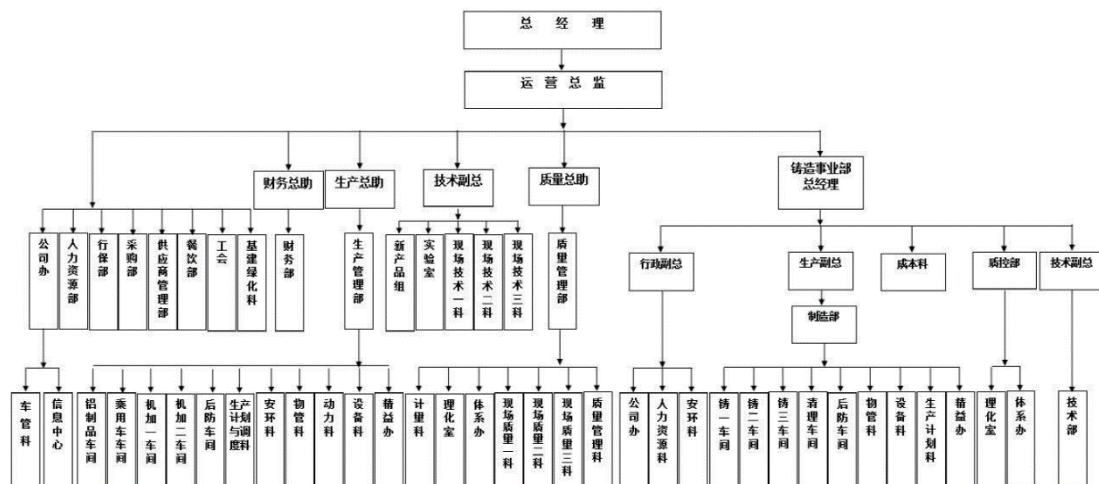 总 经 理
运 营 总 监
财务总助
生产总助
技术副总
质量总助
铸造事业部
总经理
公司办
人力资源部
行保部
采购部
供应商管理部
餐饮部
工会
基建绿化科
财务部
生产管理部
新产品组
实验室
现场技术一科
现场技术二科
现场技术三科
质量管理部
行政副总
生产副总
成本科
质控部
技术副总
制造部
车管科
信息中心
铝制品车间
乘用车车间
机加一车间
机加二车间
后防车间
生产计划与调度科
安环科
物管科
动力科
设备科
精益办
计量科
理化室
体系办
现场质量一科
现场质量二科
现场质量三科
质量管理科
公司办
人力资源科
安环科
铸一车间
铸二车间
铸三车间
清理车间
后防车间
物管科
设备科
生产计划科
精益办
理化室
体系办
技术部